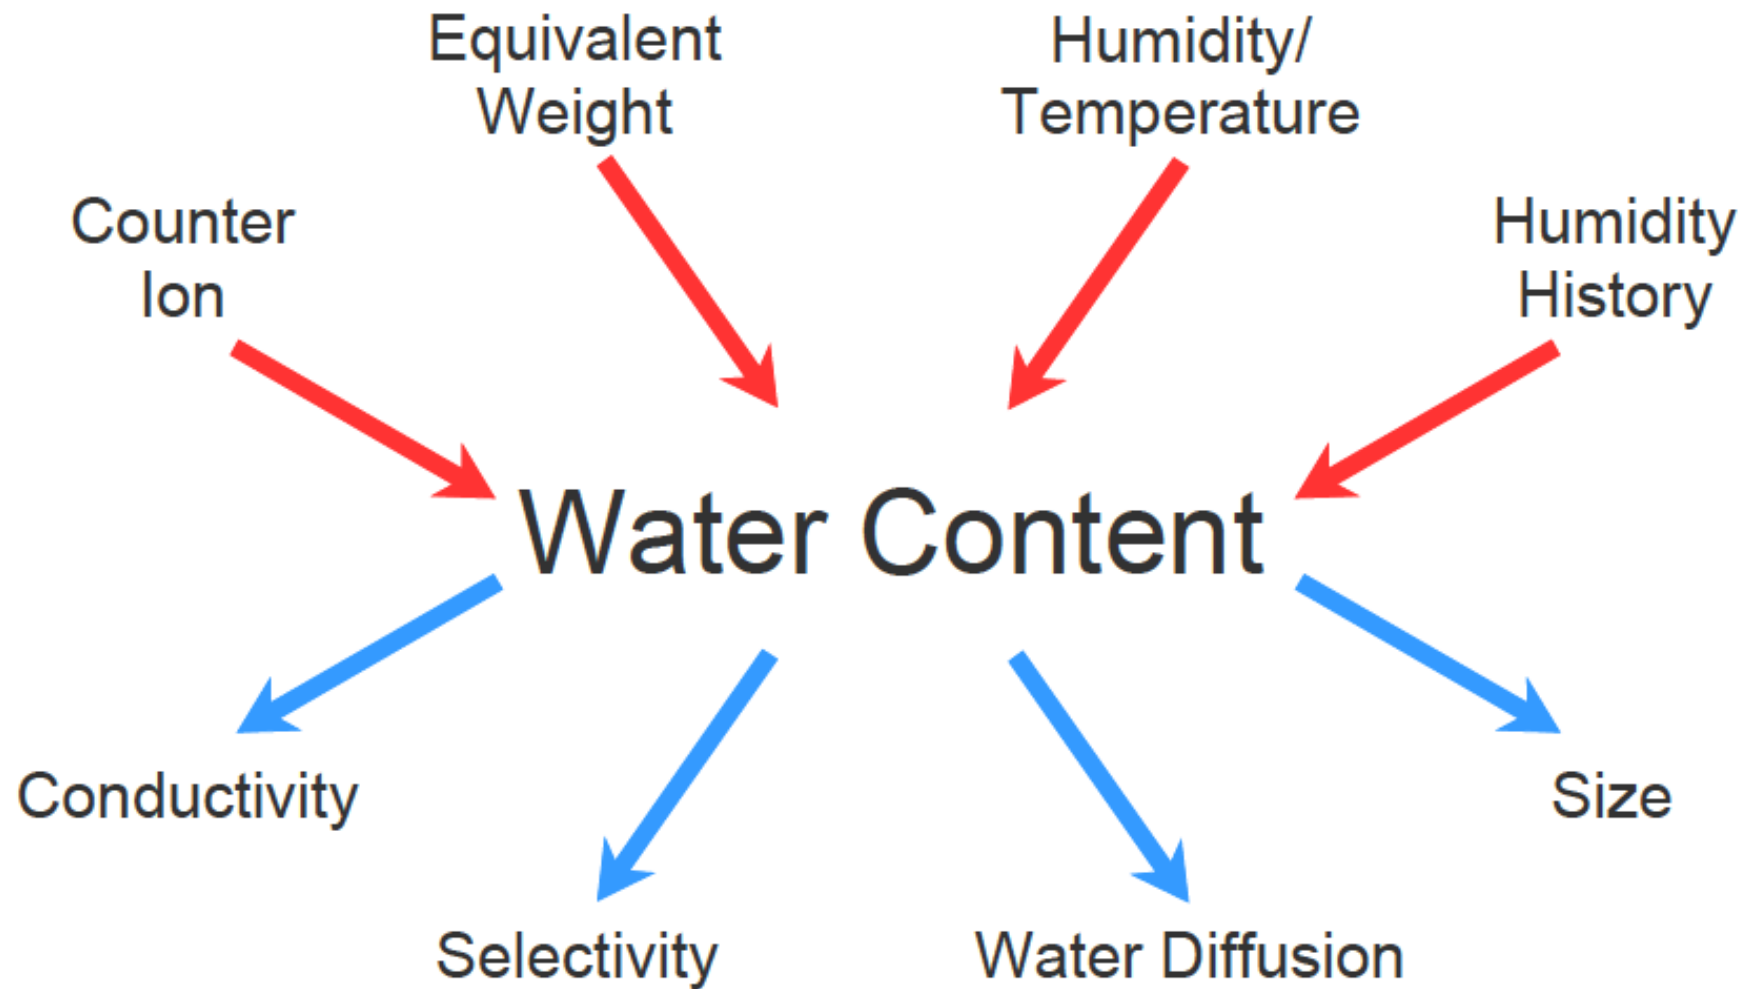 Equivalent
Weight
Humidity/
Temperature
Counter
Ion
Humidity
History
Water Content
Conductivity
Size
Selectivity
Water Diffusion